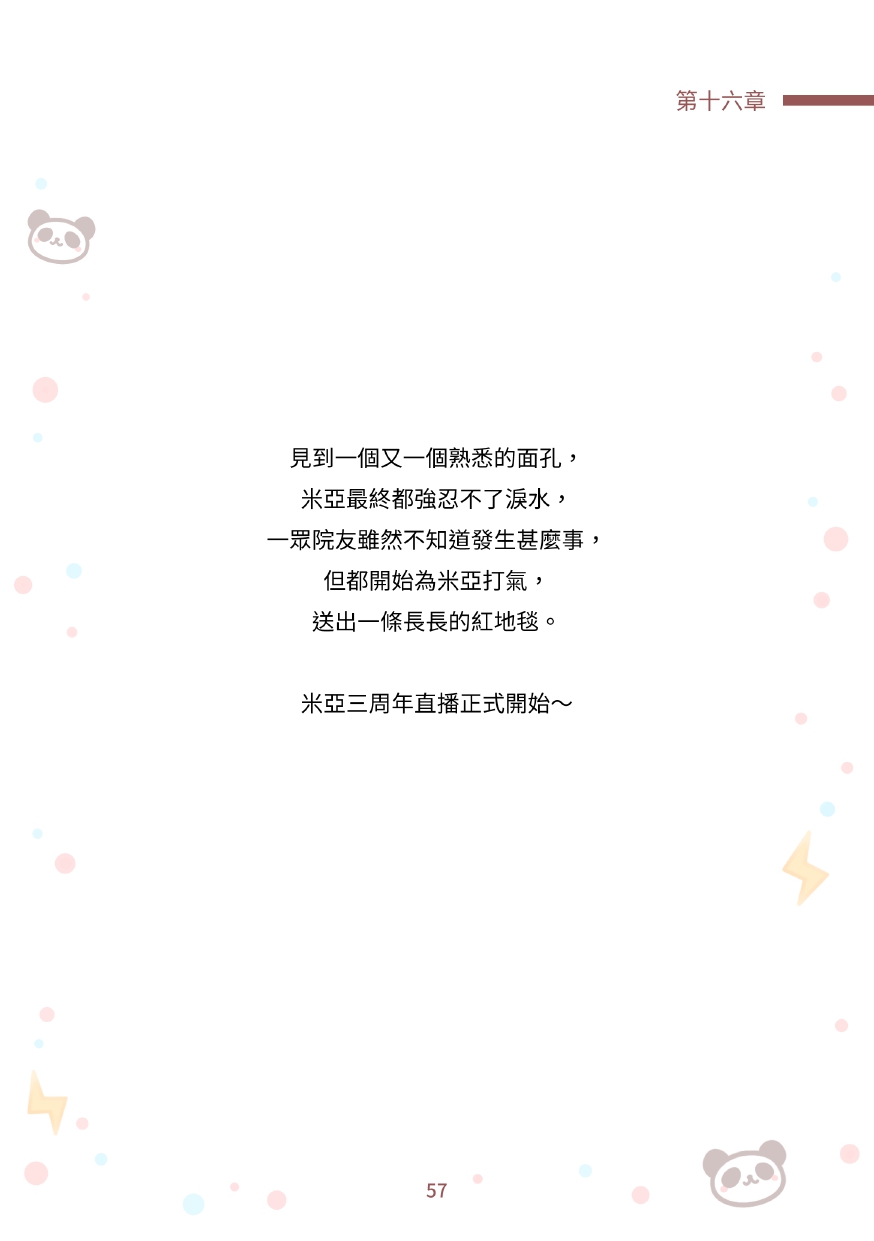 第十六章
見到一個又一個熟悉的面孔，
米亞最終都強忍不了淚水，
一眾院友雖然不知道發生甚麼事，
但都開始為米亞打氣，
送出一條長長的紅地毯。
米亞三周年直播正式開始～
57